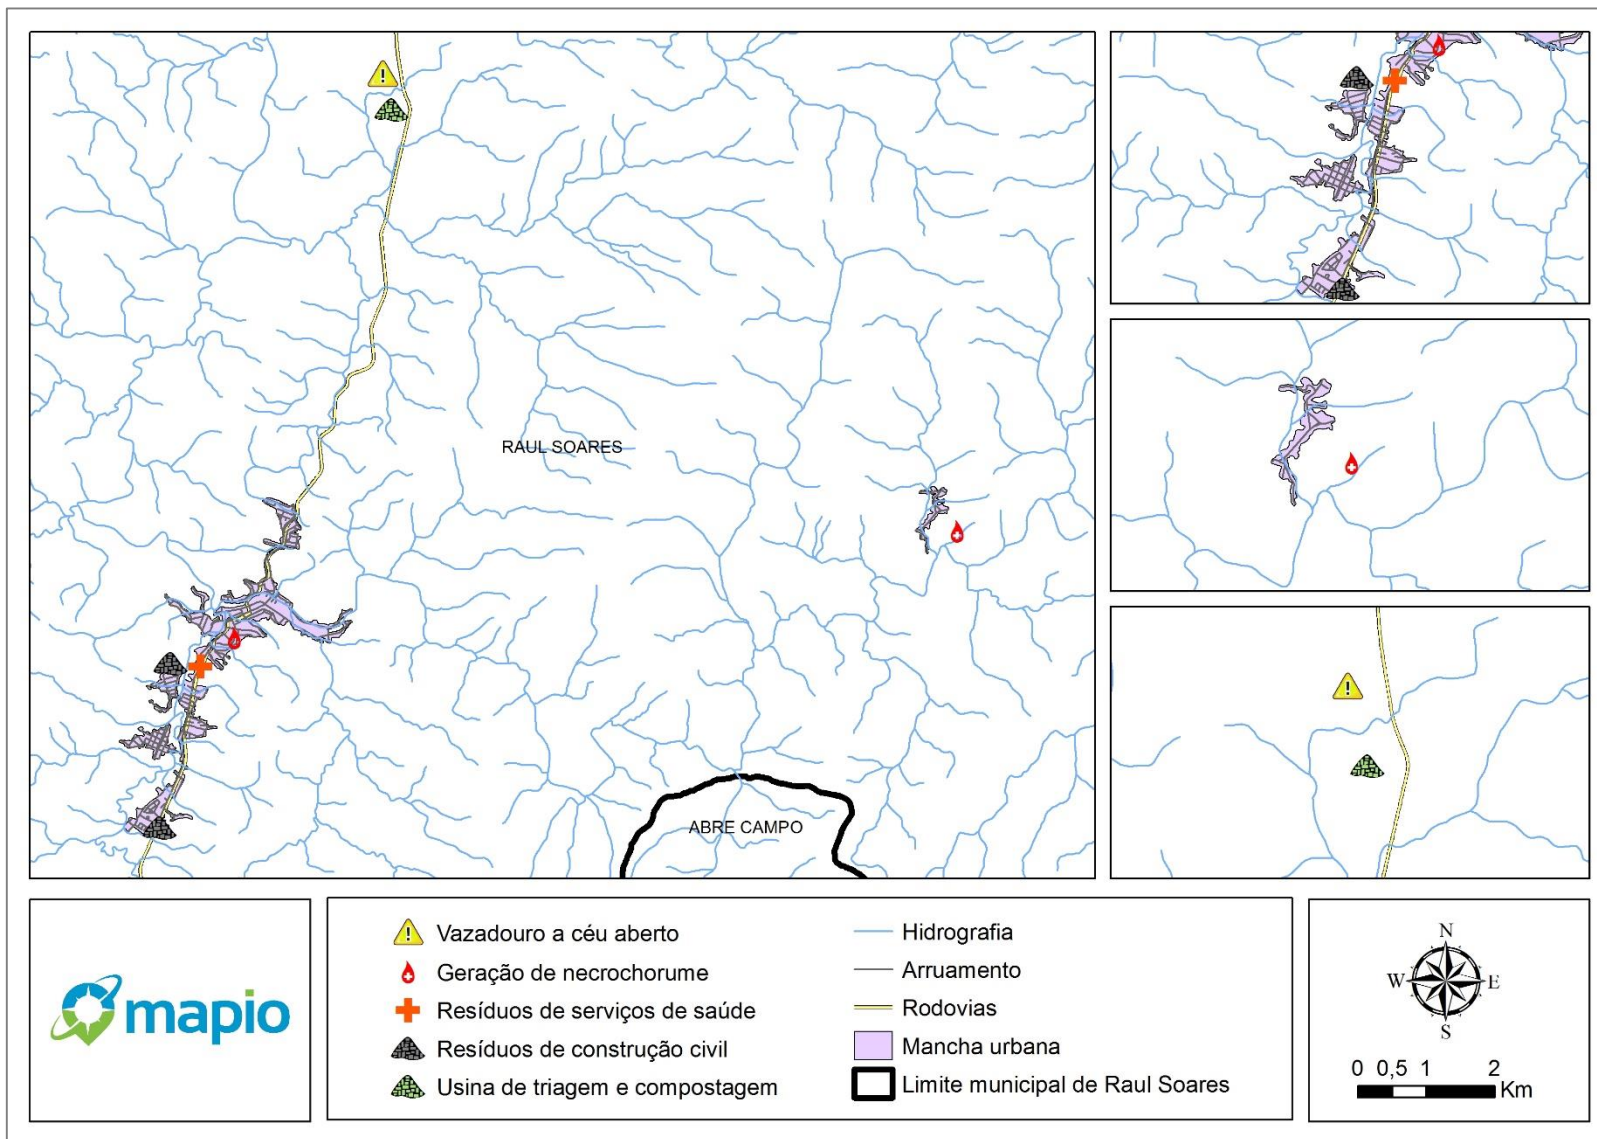 RAUL SOARES
ABRE CAMPO
mapio
Vazadouro a céu aberto
Geração de necrochorume
Resíduos de serviços de saúde
Resíduos de construção civil
Usina de triagem e compostagem
Hidrografia
Arruamento
Rodovias
Mancha urbana
Limite municipal de Raul Soares
N
W E
S
0 0,5 1 2
Km